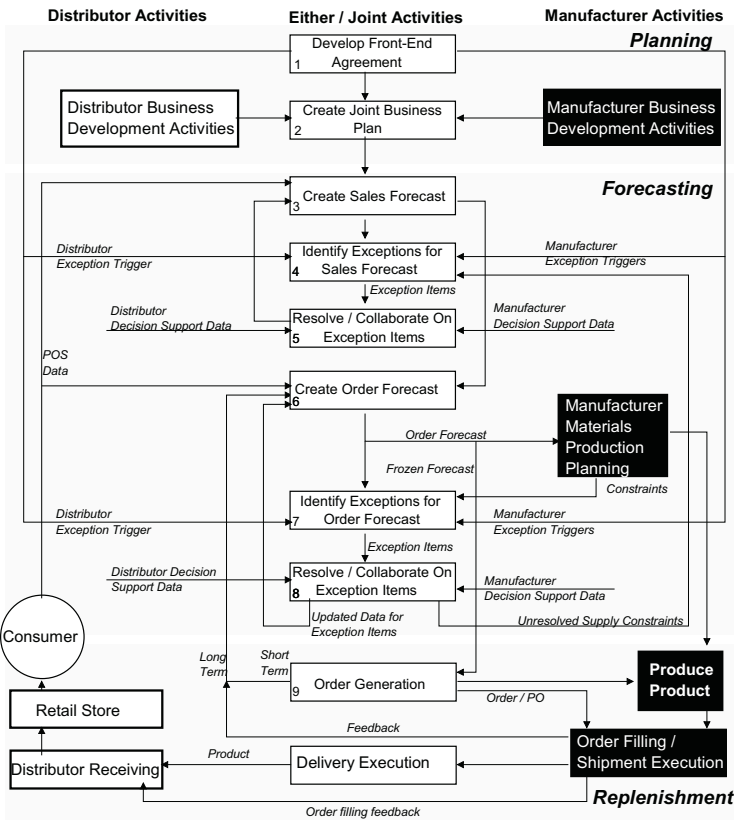 Distributor Activities
Either / Joint Activities
Manufacturer Activities
Planning
Develop Front-End
Agreement
1
Distributor Business
Development Activities
Create Joint Business
Plan
2
Manufacturer Business
Development Activities
Forecasting
Create Sales Forecast
3
Distributor
Exception Trigger
Identify Exceptions for
Sales Forecast
4
Manufacturer
Exception Triggers
Exception Items
Distributor
Decision Support Data
Resolve / Collaborate On
Exception Items
5
Manufacturer
Decision Support Data
POS
Data
Create Order Forecast
6
Manufacturer
Materials
Production
Planning
Order Forecast
Frozen Forecast
Constraints
Distributor
Exception Trigger
Identify Exceptions for
Order Forecast
7
Manufacturer
Exception Triggers
Exception Items
Distributor Decision
Support Data
Resolve / Collaborate On
Exception Items
8
Manufacturer
Decision Support Data
Updated Data for
Exception Items
Unresolved Supply Constraints
Consumer
Long
Term
Short
Term
Order Generation
9
Produce
Product
Order / PO
Retail Store
Feedback
Order Filling /
Shipment Execution
Distributor Receiving
Product
Delivery Execution
Replenishment
Order filling feedback